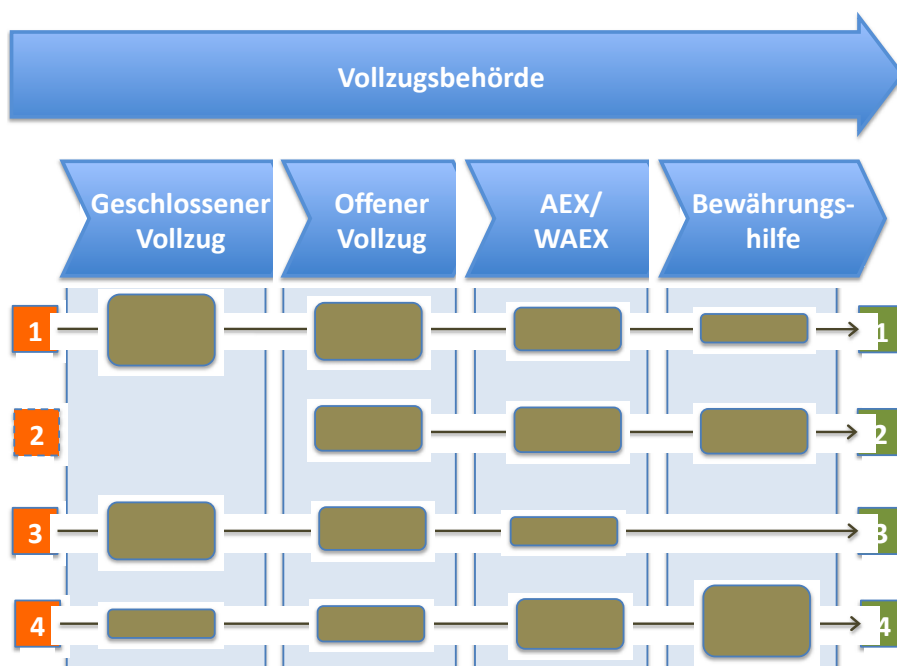 Vollzugsbehörde
Geschlossener
Vollzug
Offener
Vollzug
AEX/
WAEX
Bewährungs-
hilfe
1
1
2
2
3
3
4
4